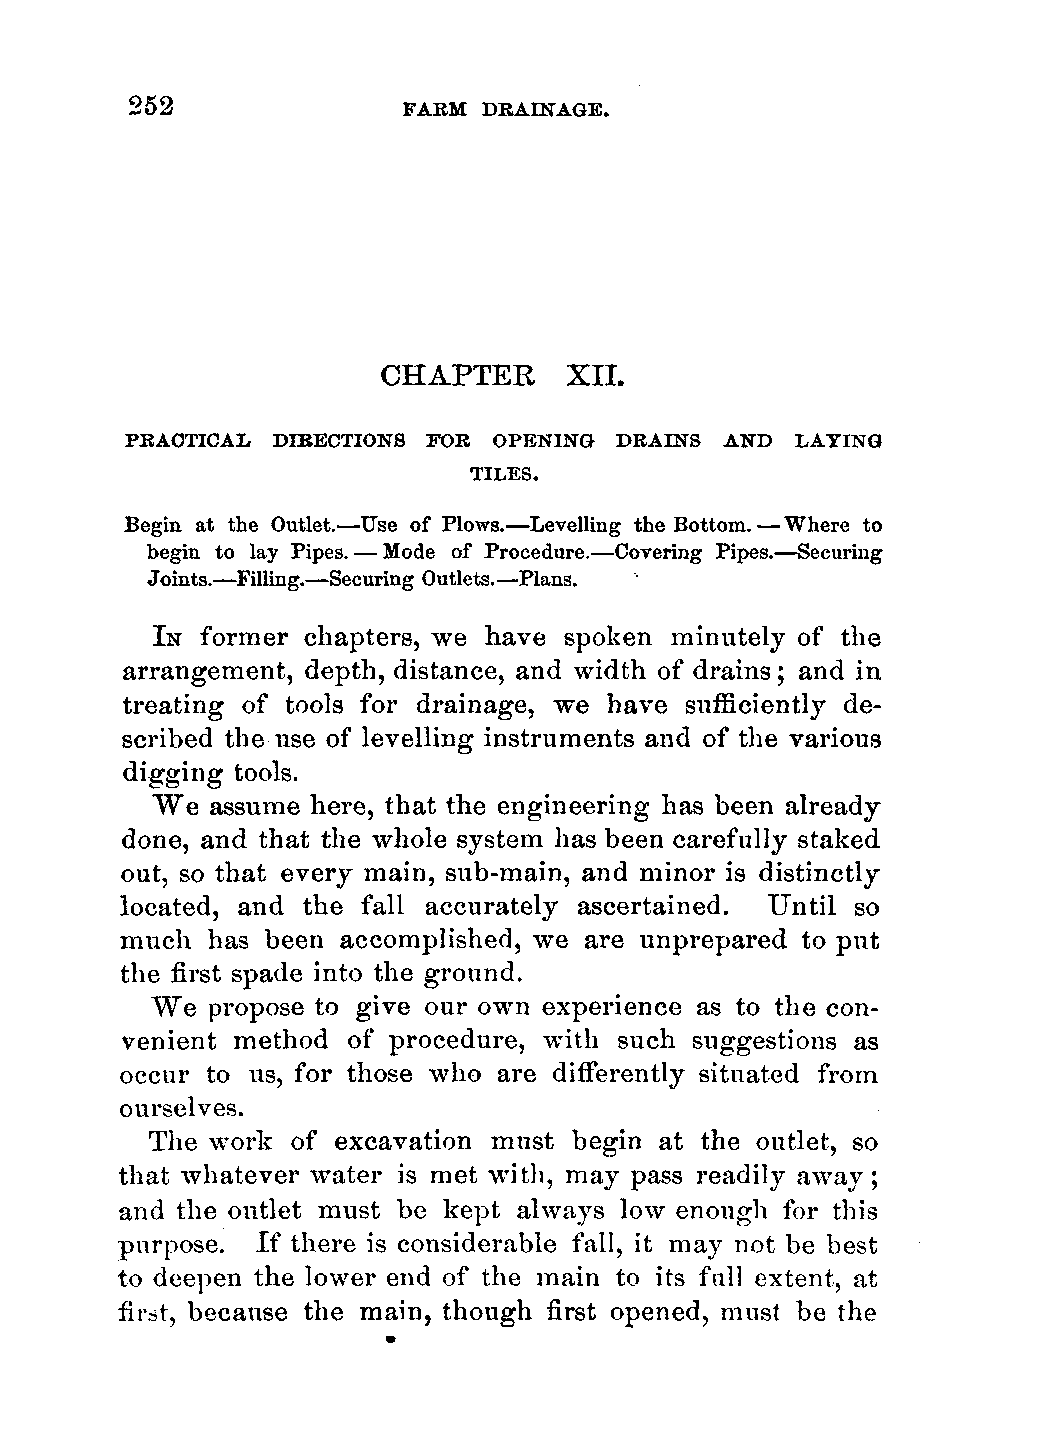 252 FARM DRAINAGE.
CHAPTER XII.
PRACTICAL DIRECTIONS FOR OPENING DRAINS AND LAYING
TILES.
Begin at the Outlet.—Use of Plows.—Levelling the Bottom.—Where to
begin to lay Pipes.—Mode of Procedure.—Covering Pipes.—Securing
Joints.—Filling.—Securing Outlets.—Plans.
IN former chapters, we have spoken minutely of the
arrangement, depth, distance, and width of drains; and in
treating of tools for drainage, we have sufficiently de-
scribed the use of levelling instruments and of the various
digging tools.
We assume here, that the engineering has been already
done, and that the whole system has been carefully staked
out, so that every main, sub-main, and minor is distinctly
located, and the fall accurately ascertained. Until so
much has been accomplished, we are unprepared to put
the first spade into the ground.
We propose to give our own experience as to the con-
venient method of procedure, with such suggestions as
occur to us, for those who are differently situated from
ourselves.
The work of excavation must begin at the outlet, so
that whatever water is met with, may pass readily away;
and the outlet must be kept always low enough for this
purpose. If there is considerable fall, it may not be best
to deepen the lower end of the main to its full extent, at
first, because the main, though first opened, must be the